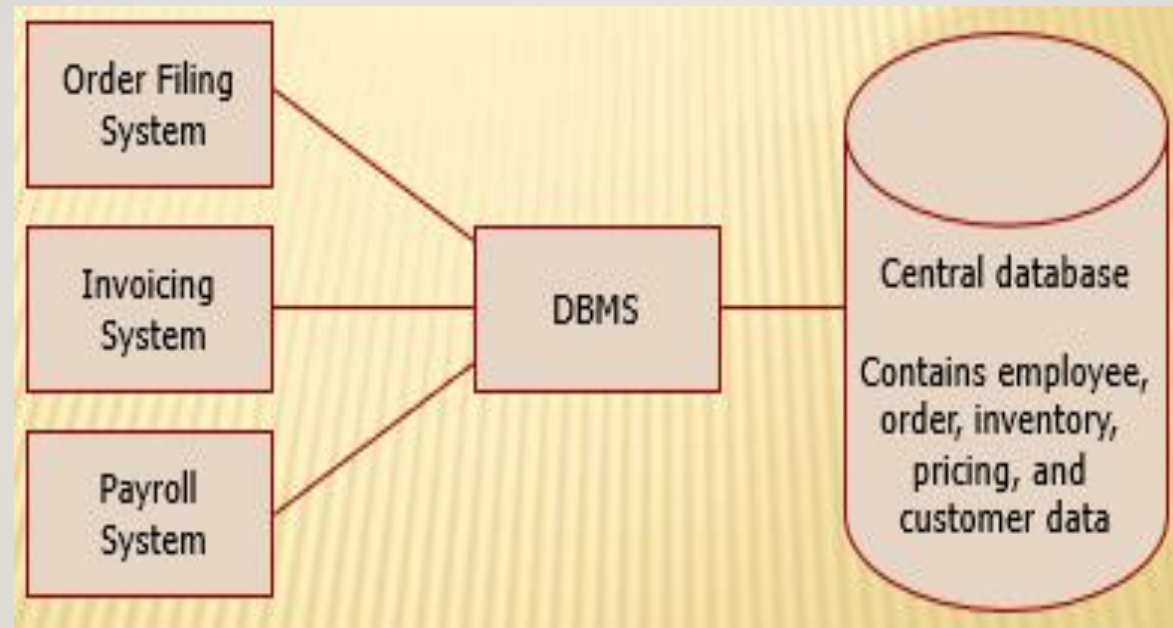 Order Filing
System
Invoicing
System
Payroll
System
DBMS
Central database
Contains employee,
order, inventory,
pricing, and
customer data